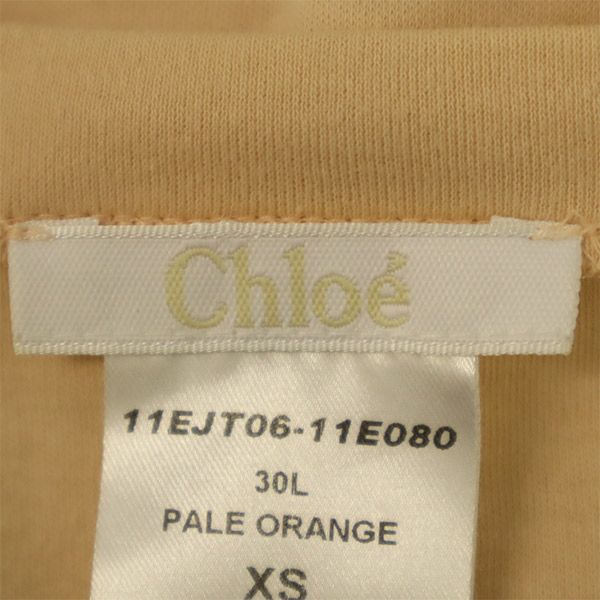 Chloé
11EJT06-11E080
30L
PALE ORANGE
XS